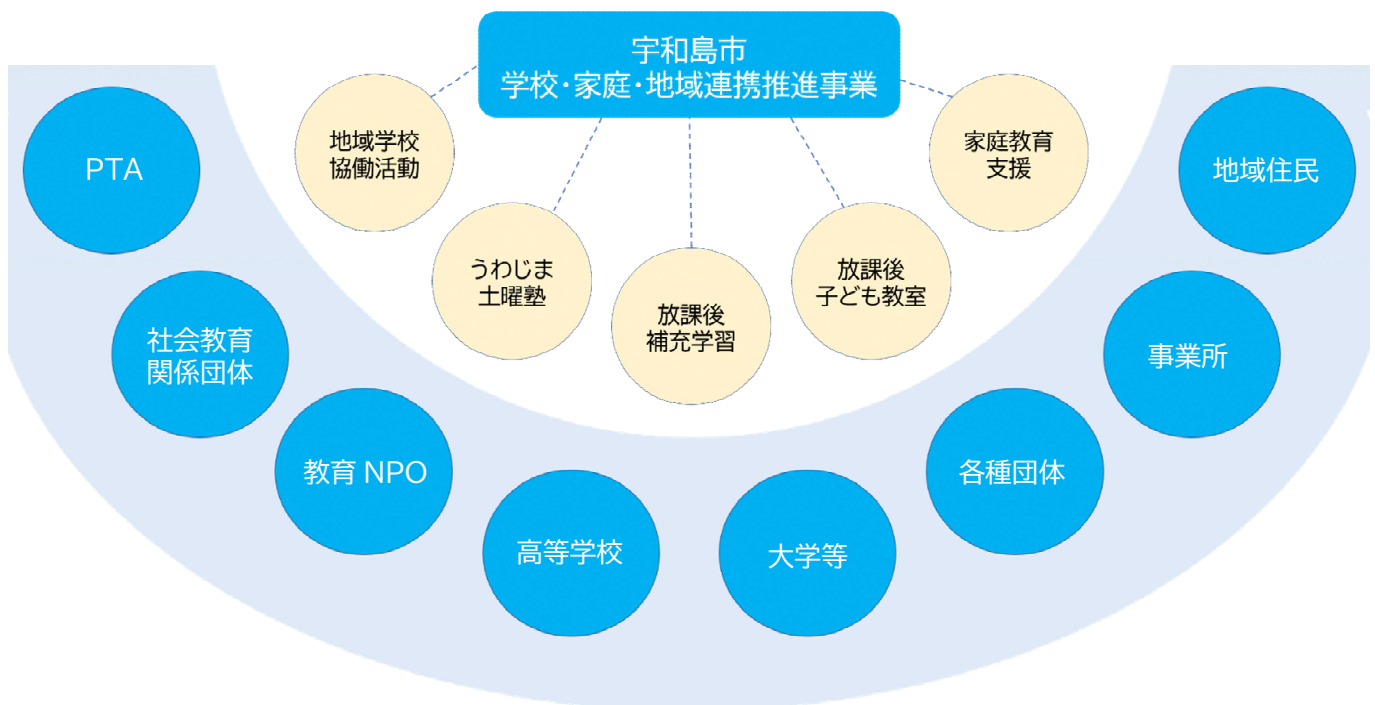 宇和島市
学校・家庭・地域連携推進事業
地域学校
協働活動
うわじま
土曜塾
放課後
補充学習
放課後
子ども教室
家庭教育
支援
PTA
社会教育
関係団体
教育 NPO
高等学校
大学等
各種団体
事業所
地域住民